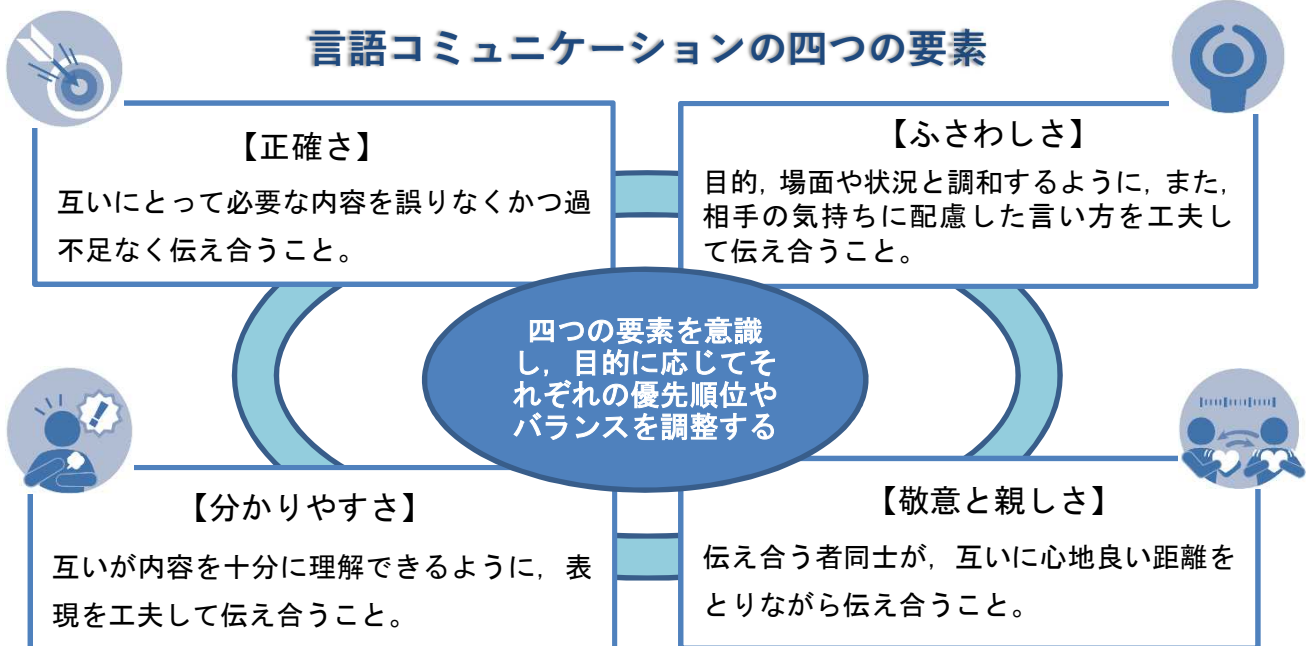 言語コミュニケーションの四つの要素
【正確さ】
互いにとって必要な内容を誤りなくかつ過
不足なく伝え合うこと。
【ふさわしさ】
目的，場面や状況と調和するように，また，
相手の気持ちに配慮した言い方を工夫し
て伝え合うこと。
四つの要素を意識
し，目的に応じてそ
れぞれの優先順位や
バランスを調整する
【分かりやすさ】
互いが内容を十分に理解できるように，表
現を工夫して伝え合うこと。
【敬意と親しさ】
伝え合う者同士が，互いに心地良い距離を
とりながら伝え合うこと。